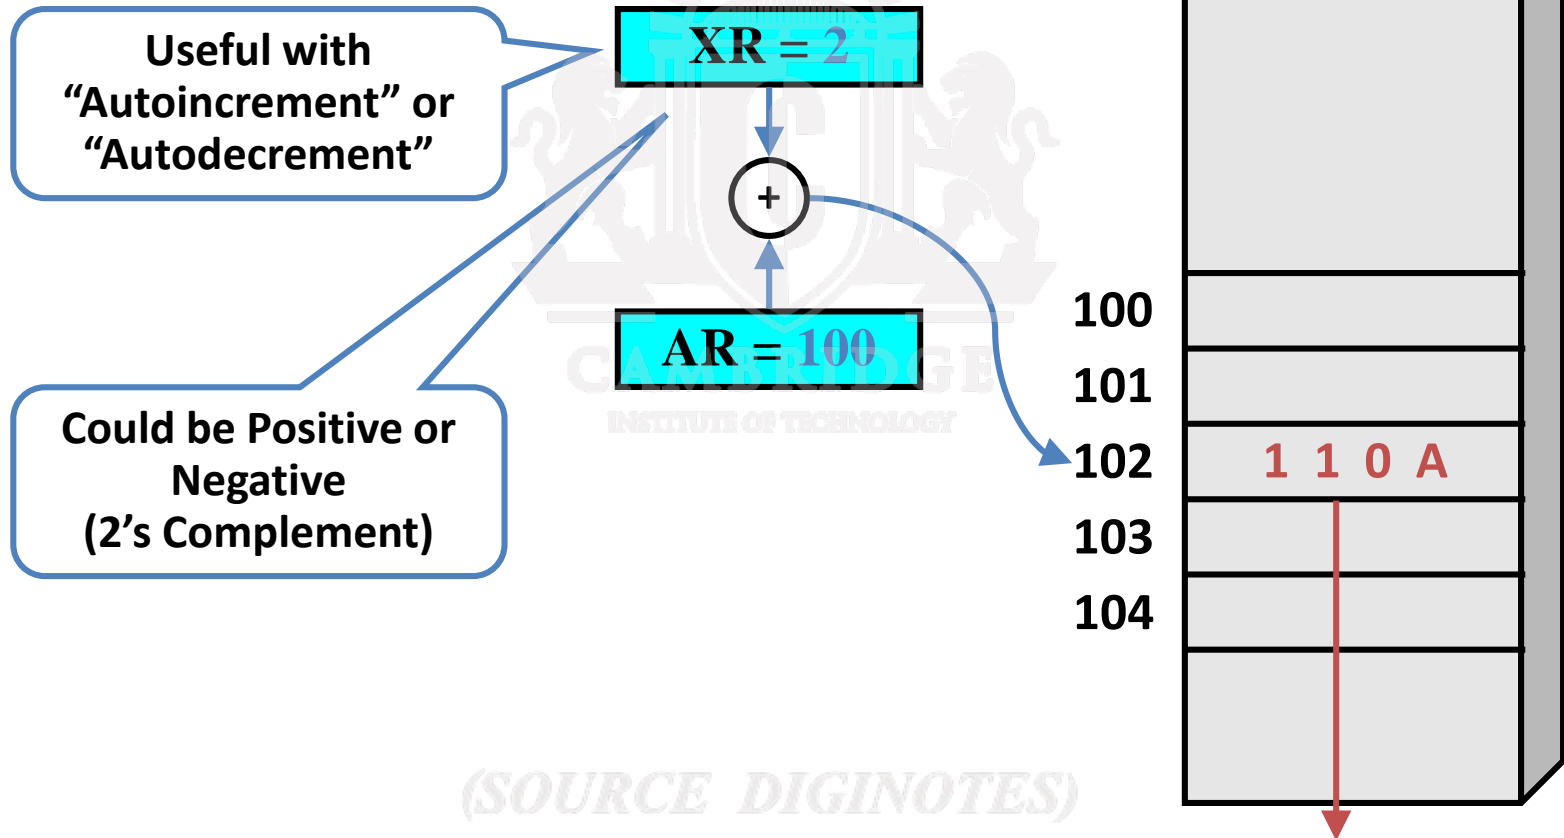 Useful with
“Autoincrement” or
“Autodecrement”
XR = 2
+
AR = 100
Could be Positive or
Negative
(2’s Complement)
100
101
102
1 1 0 A
103
104
CAMBRIDGE
INSTITUTE OF TECHNOLOGY
(SOURCE DIGINOTES)